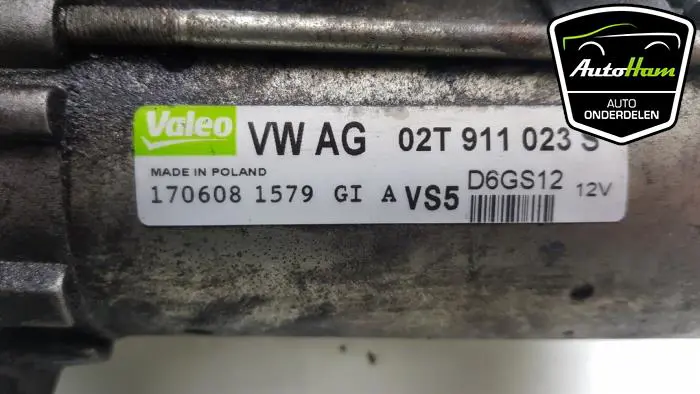 AutoHam
AUTO
ONDERDELEN
Valeo VW AG 02T 911 023 S
MADE IN POLAND
170608 1579 GI A VS5 D6GS12 12V